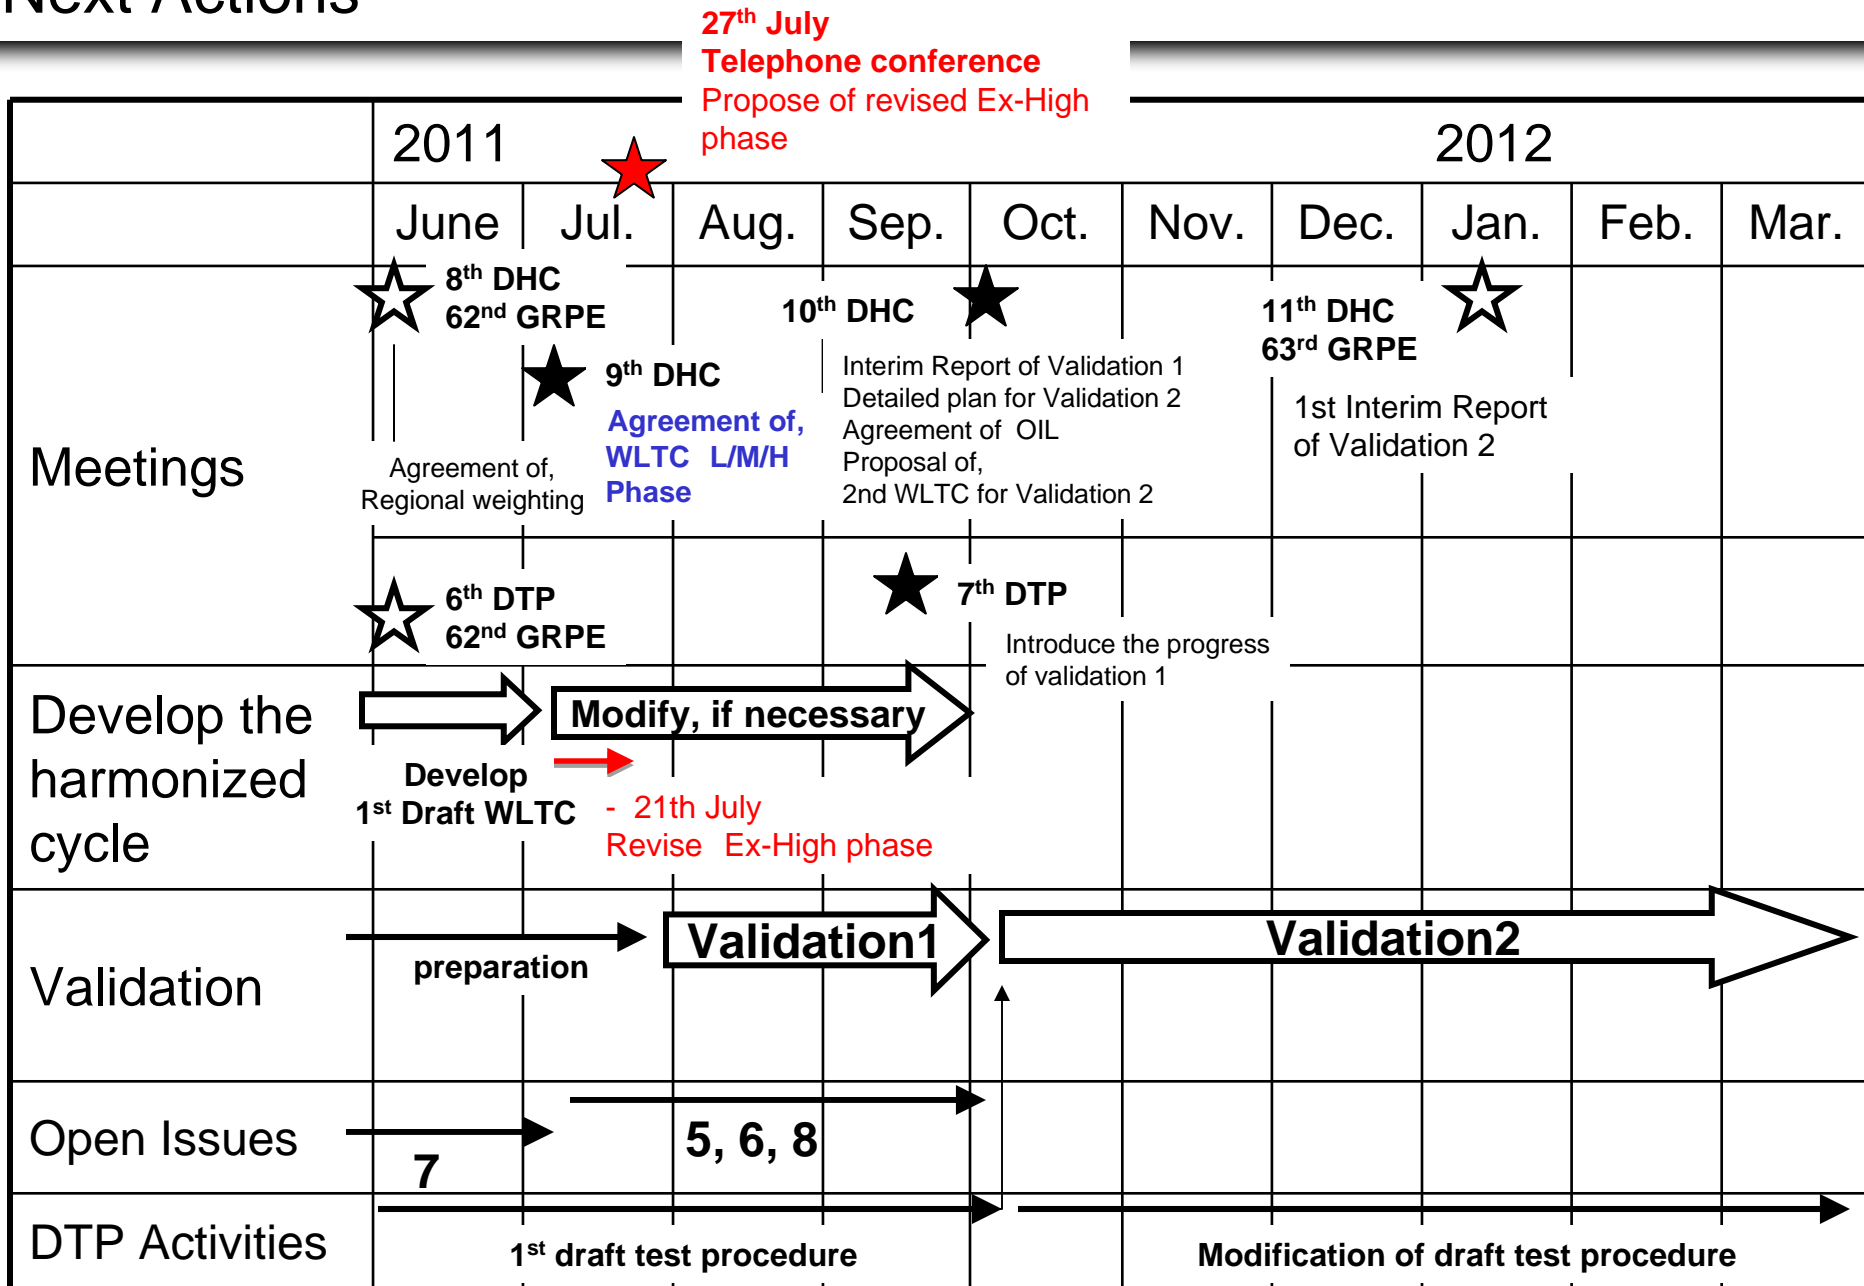 Next Actions
27th July
Telephone conference
Propose of revised Ex-High
phase
2011
2012
June
Jul.
Aug.
Sep.
Oct.
Nov.
Dec.
Jan.
Feb.
Mar.
Meetings
8th DHC
62nd GRPE
Agreement of,
Regional weighting
9th DHC
Agreement of,
WLTC L/M/H
Phase
10th DHC
Interim Report of Validation 1
Detailed plan for Validation 2
Agreement of OIL
Proposal of,
2nd WLTC for Validation 2
11th DHC
63rd GRPE
1st Interim Report
of Validation 2
6th DTP
62nd GRPE
7th DTP
Introduce the progress
of validation 1
Develop the
harmonized
cycle
Modify, if necessary
Develop
1st Draft WLTC
- 21th July
Revise Ex-High phase
Validation
preparation
Validation1
Validation2
Open Issues
7
5, 6, 8
DTP Activities
1st draft test procedure
Modification of draft test procedure